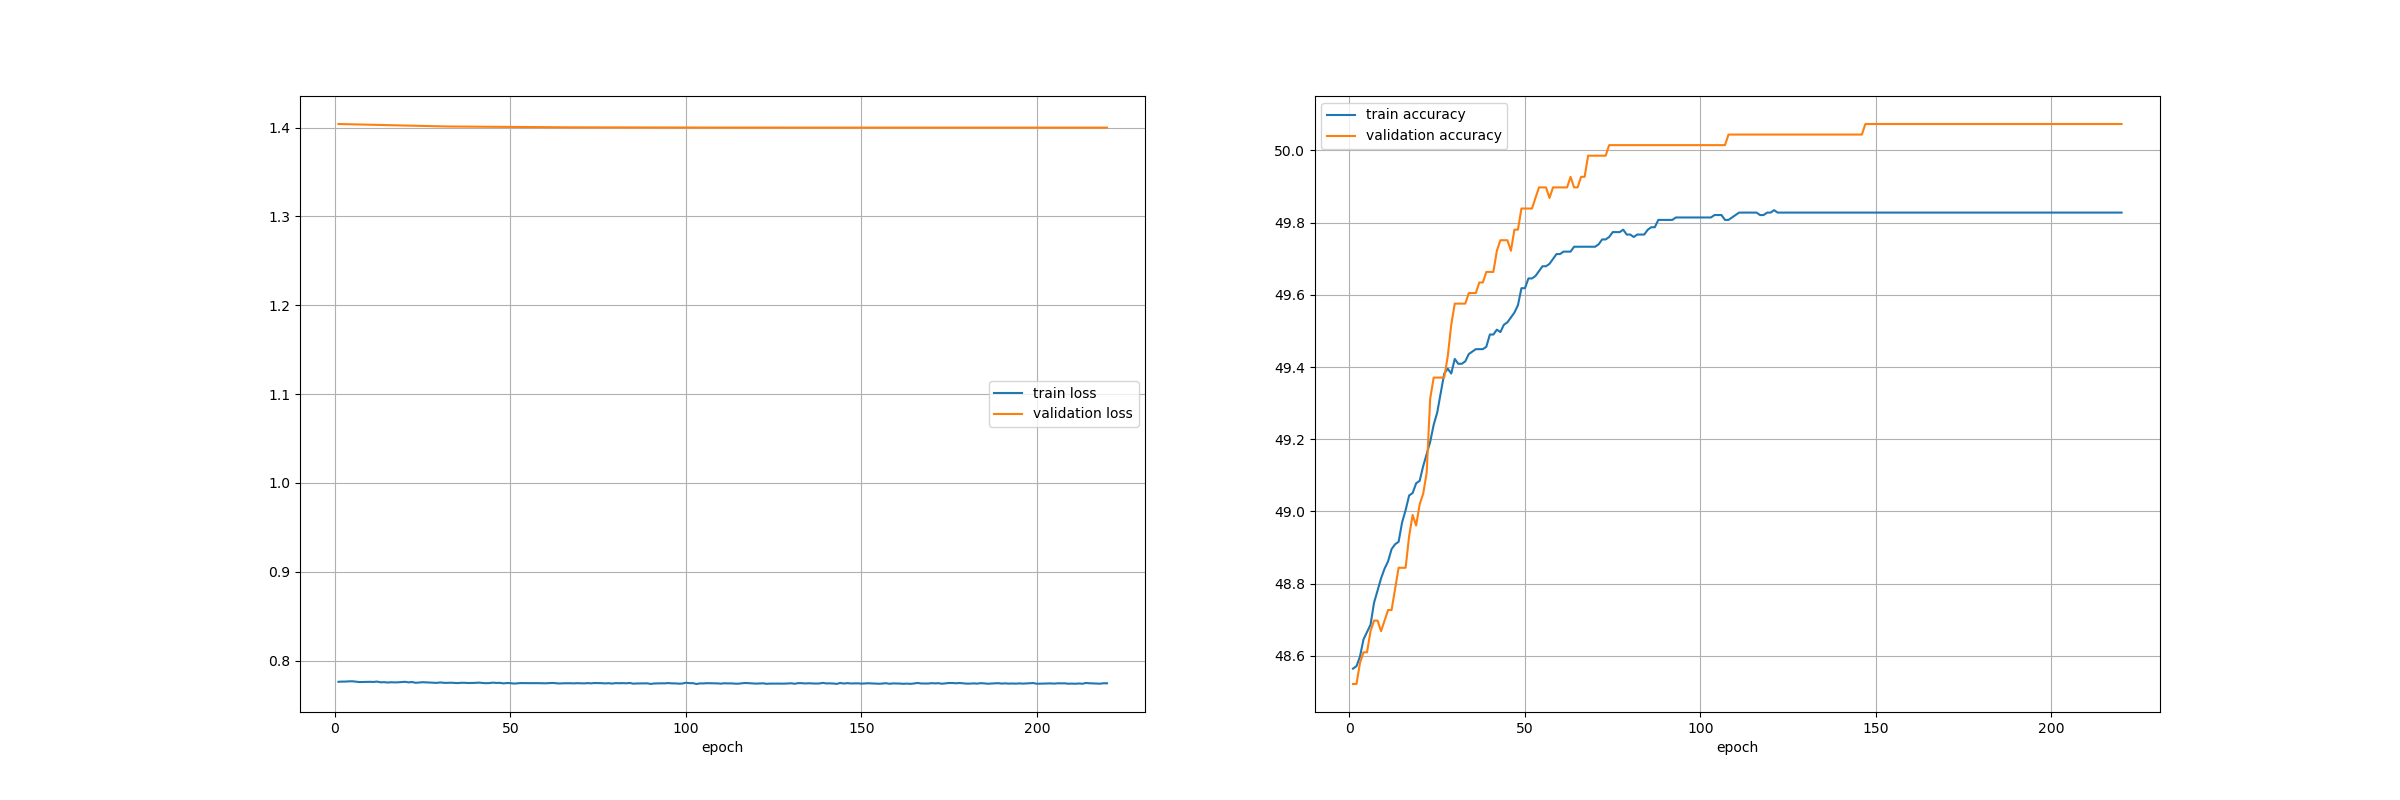 1.4
1.3
1.2
1.1
1.0
0.9
0.8
0 50 100 150 200
epoch
train loss
validation loss
50.0
49.8
49.6
49.4
49.2
49.0
48.8
48.6
0 50 100 150 200
epoch
train accuracy
validation accuracy